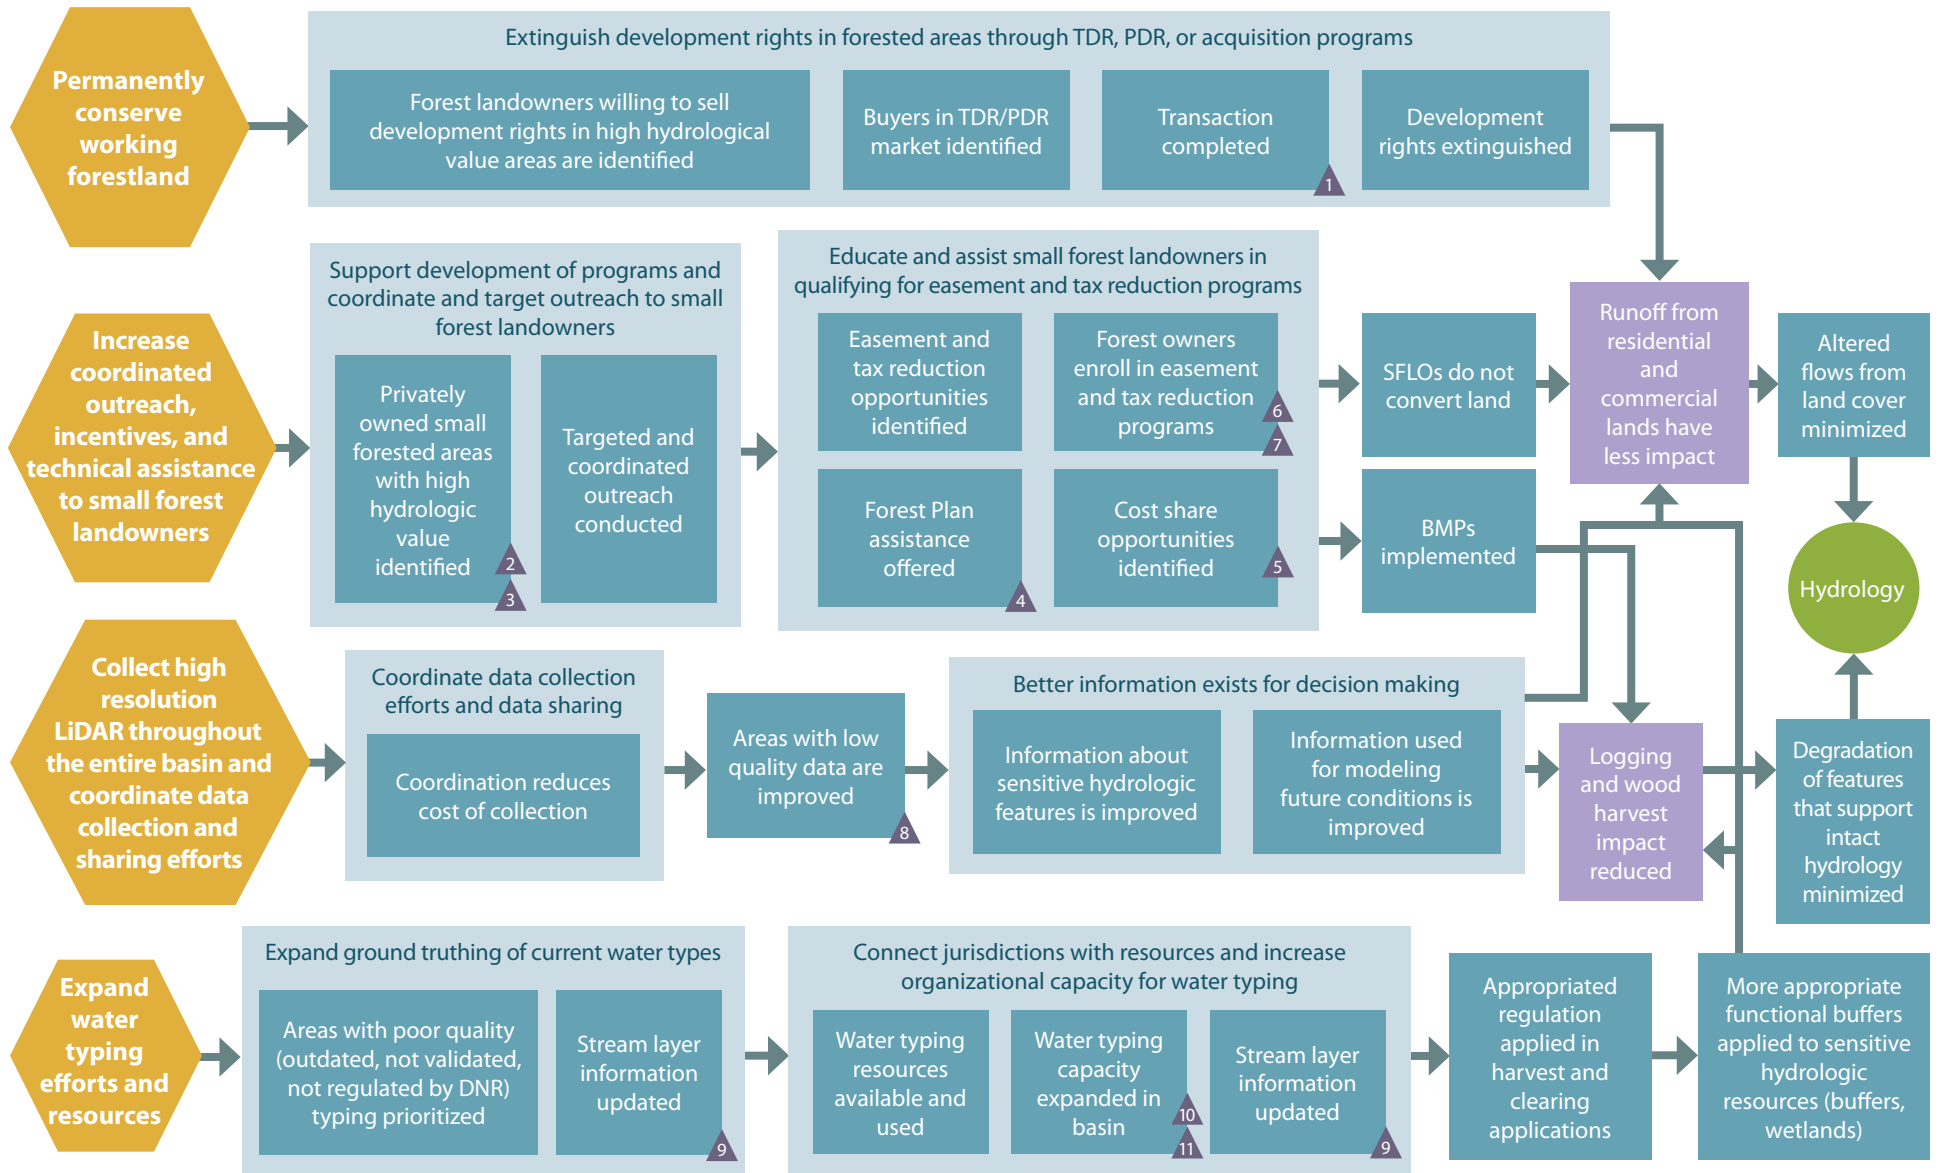 Permanently
conserve
working
forestland
Extinguish development rights in forested areas through TDR, PDR, or acquisition programs
Forest landowners willing to sell
development rights in high hydrological
value areas are identified
Buyers in TDR/PDR
market identified
Transaction
completed
1
Development
rights extinguished
Increase
coordinated
outreach,
incentives, and
technical assistance
to small forest
landowners
Support development of programs and
coordinate and target outreach to small
forest landowners
Privately
owned small
forested areas
with high
hydrologic
value
identified
2
3
Targeted and
coordinated
outreach
conducted
Educate and assist small forest landowners in
qualifying for easement and tax reduction programs
Easement and
tax reduction
opportunities
identified
Forest owners
enroll in easement
and tax reduction
programs
6
7
Forest Plan
assistance
offered
4
Cost share
opportunities
identified
5
SFLOs do not
convert land
BMPs
implemented
Runoff from
residential
and
commercial
lands have
less impact
Altered
flows from
land cover
minimized
Hydrology
Collect high
resolution
LiDAR throughout
the entire basin and
coordinate data
collection and
sharing efforts
Coordinate data collection
efforts and data sharing
Coordination reduces
cost of collection
Areas with low
quality data are
improved
8
Better information exists for decision making
Information about
sensitive hydrologic
features is improved
Information used
for modeling
future conditions is
improved
Logging
and wood
harvest
impact
reduced
Degradation
of features
that support
intact
hydrology
minimized
Expand
water
typing
efforts and
resources
Expand ground truthing of current water types
Areas with poor quality
(outdated, not validated,
not regulated by DNR)
typing prioritized
Stream layer
information
updated
9
Connect jurisdictions with resources and increase
organizational capacity for water typing
Water typing
resources
available and
used
Water typing
capacity
expanded in
basin
10
11
Stream layer
information
updated
9
Appropriated
regulation
applied in
harvest and
clearing
applications
More appropriate
functional buffers
applied to sensitive
hydrologic
resources (buffers,
wetlands)